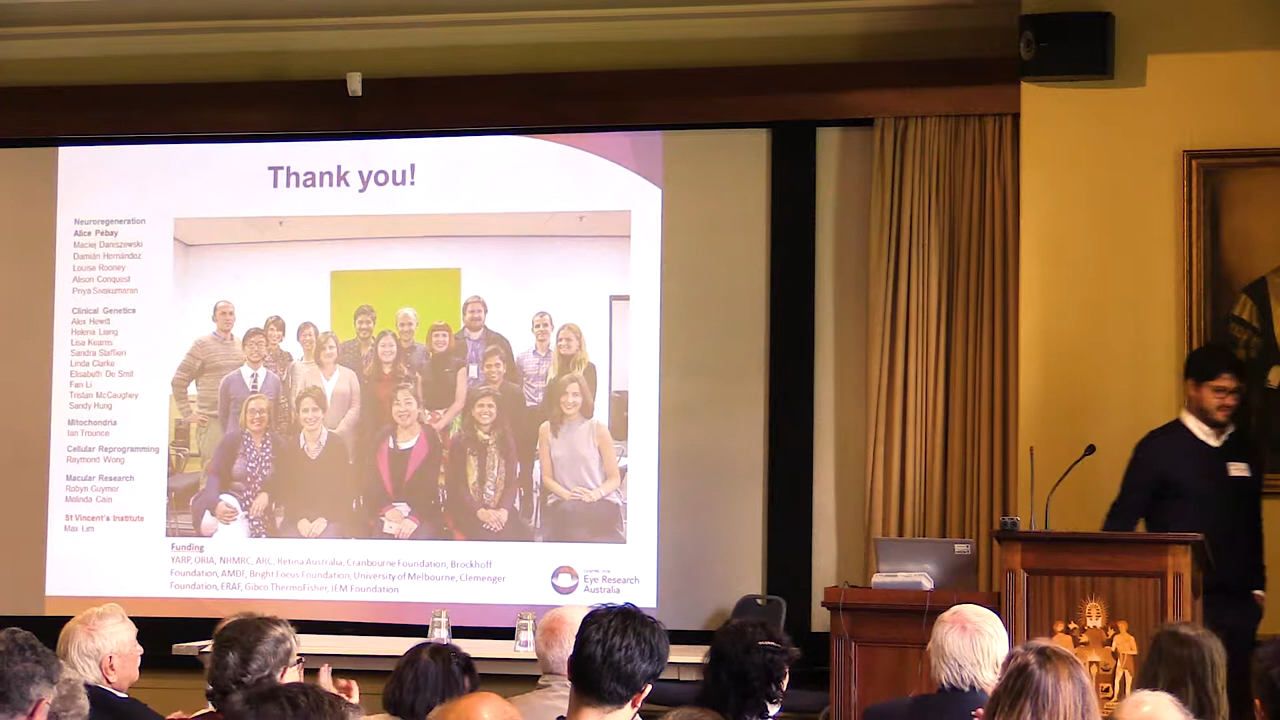 Thank you!
Neuroregeneration
Alice Pébay
Maciej Daniszewski
Damián Hernández
Louise Rooney
Alison Conquest
Priya Sivakumaran
Clinical Genetics
Alex Hewitt
Helena Liang
Lisa Kearns
Sandra Staffieri
Linda Clarke
Elisabeth De Smit
Fan Li
Tristan McCaughey
Sandy Hung
Mitochondria
Ian Trounce
Cellular Reprogramming
Raymond Wong
Macular Research
Robyn Guymer
Melinda Cain
St Vincent's Institute
Max Lim
Funding
YARP, ORIA, NHMRC, ARC, Retina Australia, Cranbourne Foundation, Brockhoff
Foundation, AMDF, Bright Focus Foundation, University of Melbourne, Clemenger
Foundation, ERAF, Gibco ThermoFisher, IEM Foundation
Eye Research
Australia